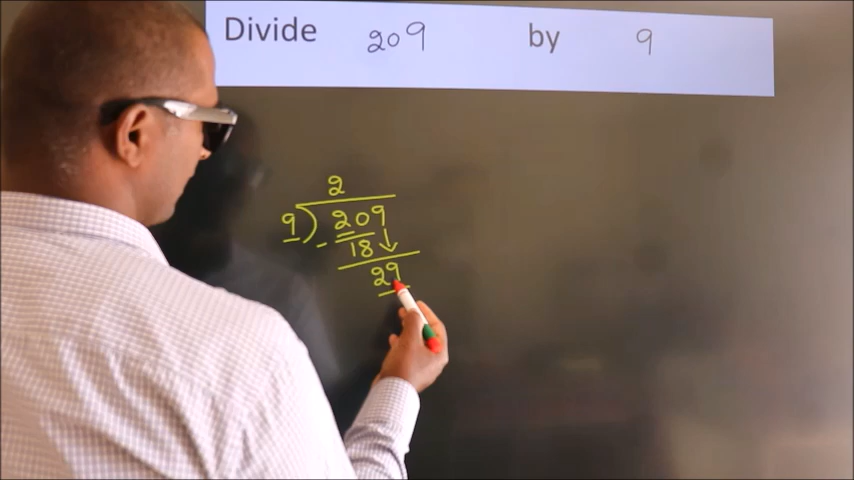 Divide 209 by 9
2
9 ) 209
- 18 ↓
29